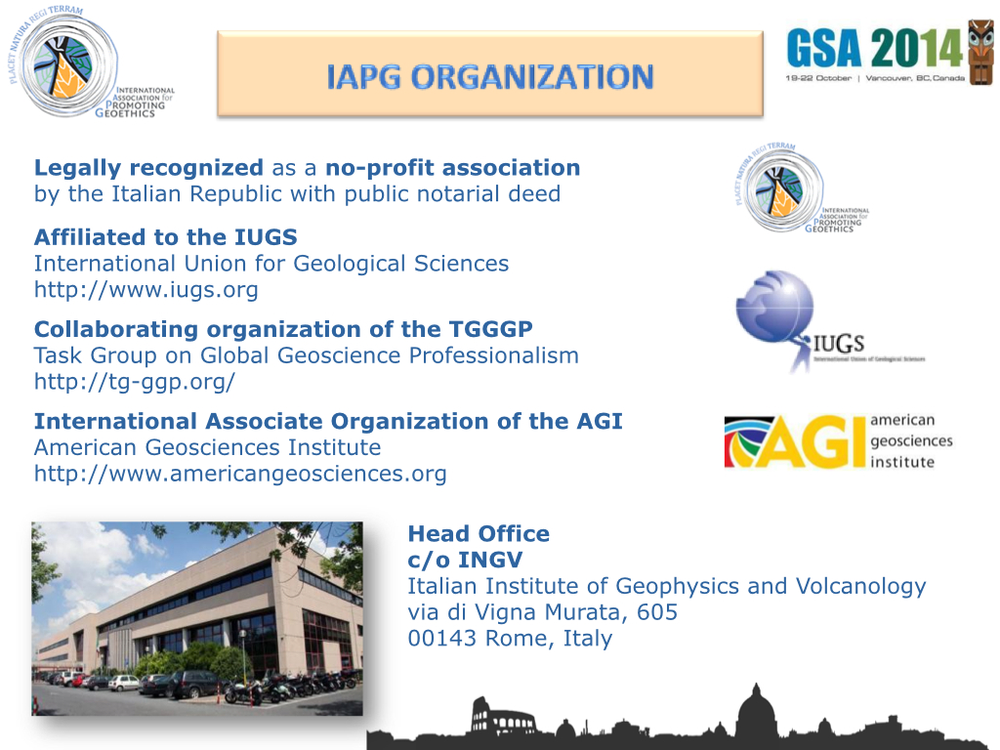 PLACET NATURA REGI TERRAM
INTERNATIONAL
ASSOCIATION for
PROMOTING
GEOETHICS
IAPG ORGANIZATION
GSA 2014
19-22 October | Vancouver, BC, Canada
Legally recognized as a no-profit association
by the Italian Republic with public notarial deed
PLACET NATURA REGI TERRAM
INTERNATIONAL
ASSOCIATION for
PROMOTING
GEOETHICS
Affiliated to the IUGS
International Union for Geological Sciences
http://www.iugs.org
IUGS
International Union of Geological Sciences
Collaborating organization of the TGGGP
Task Group on Global Geoscience Professionalism
http://tg-ggp.org/
International Associate Organization of the AGI
American Geosciences Institute
http://www.americangeosciences.org
AGI
american
geosciences
institute
Head Office
c/o INGV
Italian Institute of Geophysics and Volcanology
via di Vigna Murata, 605
00143 Rome, Italy